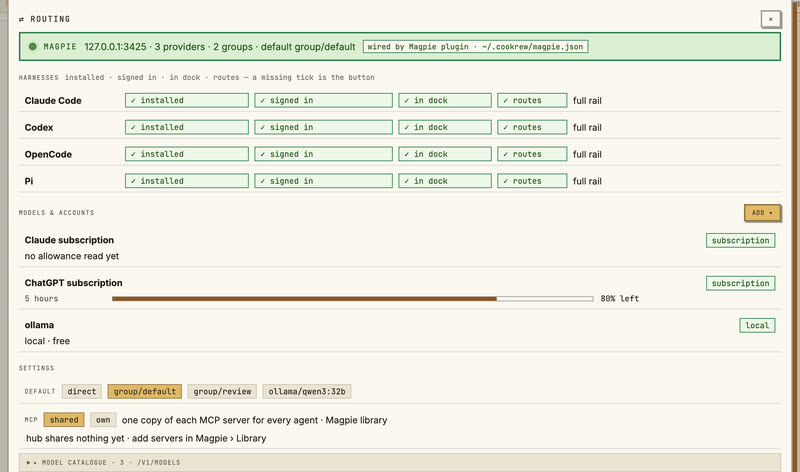 ⇄ ROUTING ×
MAGPIE 127.0.0.1:3425 · 3 providers · 2 groups · default group/default wired by Magpie plugin · ~/.cookrew/magpie.json
HARNESSES installed · signed in · in dock · routes — a missing tick is the button
Claude Code ✓ installed ✓ signed in ✓ in dock ✓ routes full rail
Codex ✓ installed ✓ signed in ✓ in dock ✓ routes full rail
OpenCode ✓ installed ✓ signed in ✓ in dock ✓ routes full rail
Pi ✓ installed ✓ signed in ✓ in dock ✓ routes full rail
MODELS & ACCOUNTS ADD ▾
Claude subscription subscription
no allowance read yet
ChatGPT subscription subscription
5 hours 80% left
ollama local
local · free
SETTINGS
DEFAULT direct group/default group/review ollama/qwen3:32b
MCP shared own one copy of each MCP server for every agent · Magpie library
hub shares nothing yet · add servers in Magpie › Library
▶ ▸ MODEL CATALOGUE · 3 · /V1/MODELS